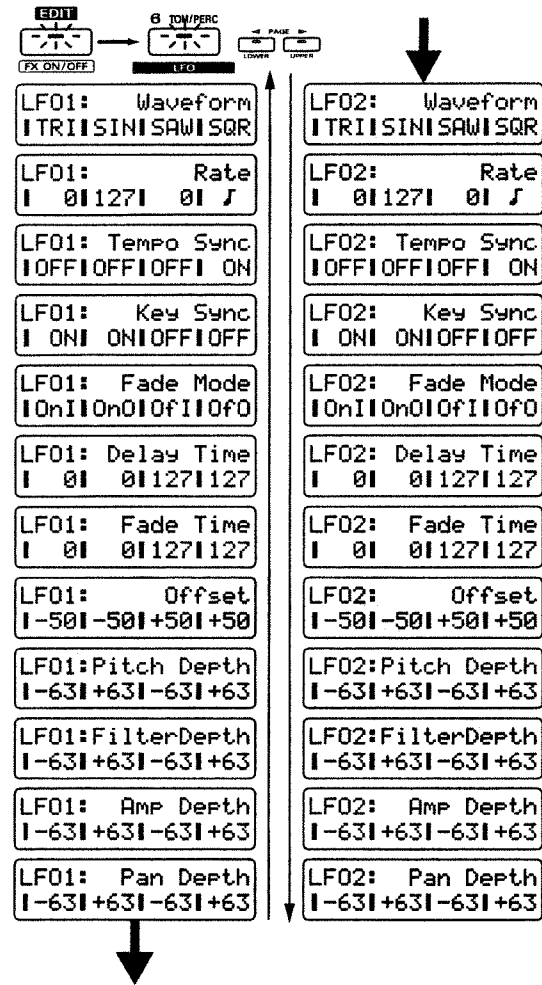 EDIT
6 TOM/PERC
◄ PAGE ►
LOWER UPPER
FX ON/OFF
LFO
LFO1: Waveform
TRI SIN SAW SQR
LFO1: Rate
0 127 0 ♪
LFO1: Tempo Sync
OFF OFF OFF ON
LFO1: Key Sync
ON ON OFF OFF
LFO1: Fade Mode
OnI OnO OfI OfO
LFO1: Delay Time
0 0 127 127
LFO1: Fade Time
0 0 127 127
LFO1: Offset
-50 -50 +50 +50
LFO1:Pitch Depth
-63 +63 -63 +63
LFO1:FilterDepth
-63 +63 -63 +63
LFO1: Amp Depth
-63 +63 -63 +63
LFO1: Pan Depth
-63 +63 -63 +63
LFO2: Waveform
TRI SIN SAW SQR
LFO2: Rate
0 127 0 ♪
LFO2: Tempo Sync
OFF OFF OFF ON
LFO2: Key Sync
ON ON OFF OFF
LFO2: Fade Mode
OnI OnO OfI OfO
LFO2: Delay Time
0 0 127 127
LFO2: Fade Time
0 0 127 127
LFO2: Offset
-50 -50 +50 +50
LFO2:Pitch Depth
-63 +63 -63 +63
LFO2:FilterDepth
-63 +63 -63 +63
LFO2: Amp Depth
-63 +63 -63 +63
LFO2: Pan Depth
-63 +63 -63 +63